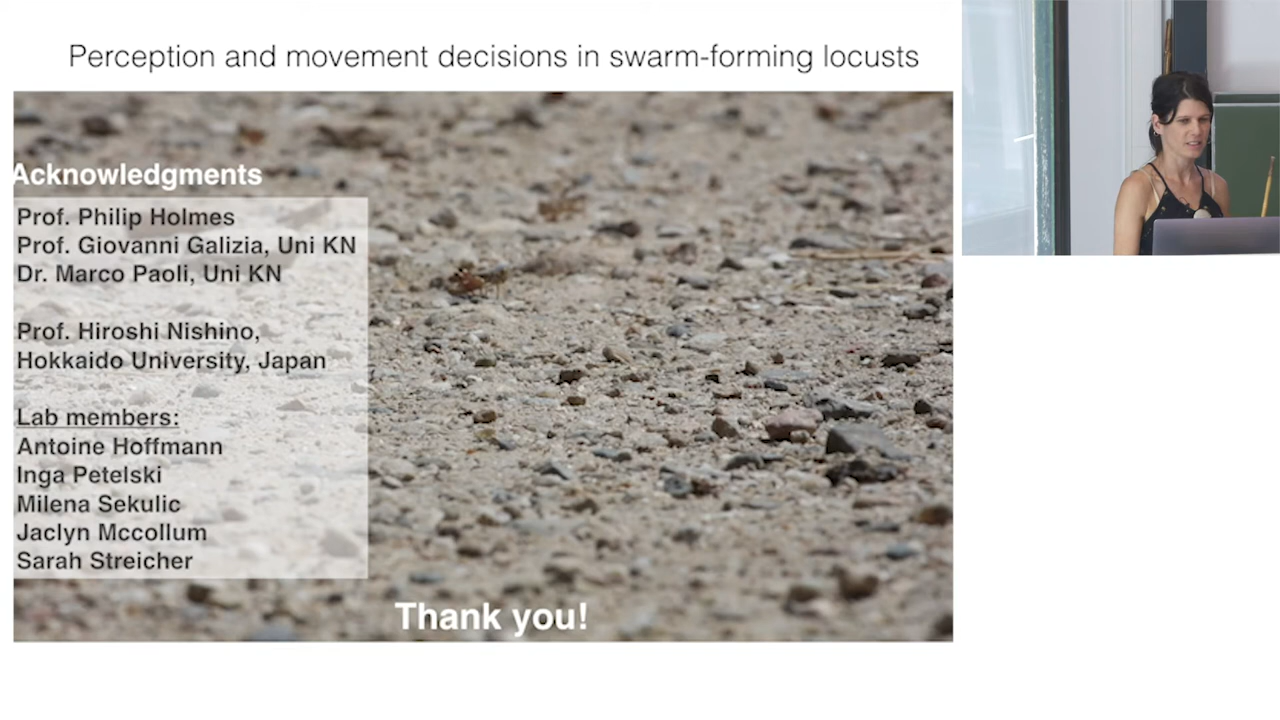 Perception and movement decisions in swarm-forming locusts
Acknowledgments
Prof. Philip Holmes
Prof. Giovanni Galizia, Uni KN
Dr. Marco Paoli, Uni KN
Prof. Hiroshi Nishino,
Hokkaido University, Japan
Lab members:
Antoine Hoffmann
Inga Petelski
Milena Sekulic
Jaclyn Mccollum
Sarah Streicher
Thank you!